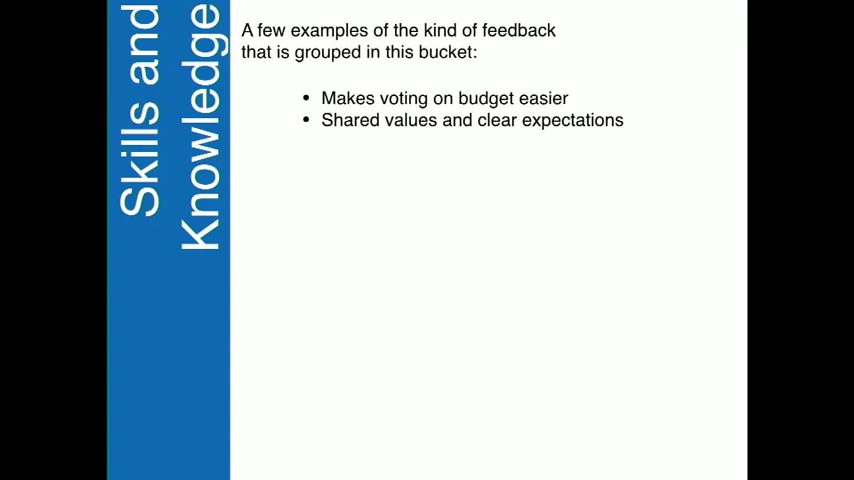 Skills and
Knowledge
A few examples of the kind of feedback
that is grouped in this bucket:
• Makes voting on budget easier
• Shared values and clear expectations